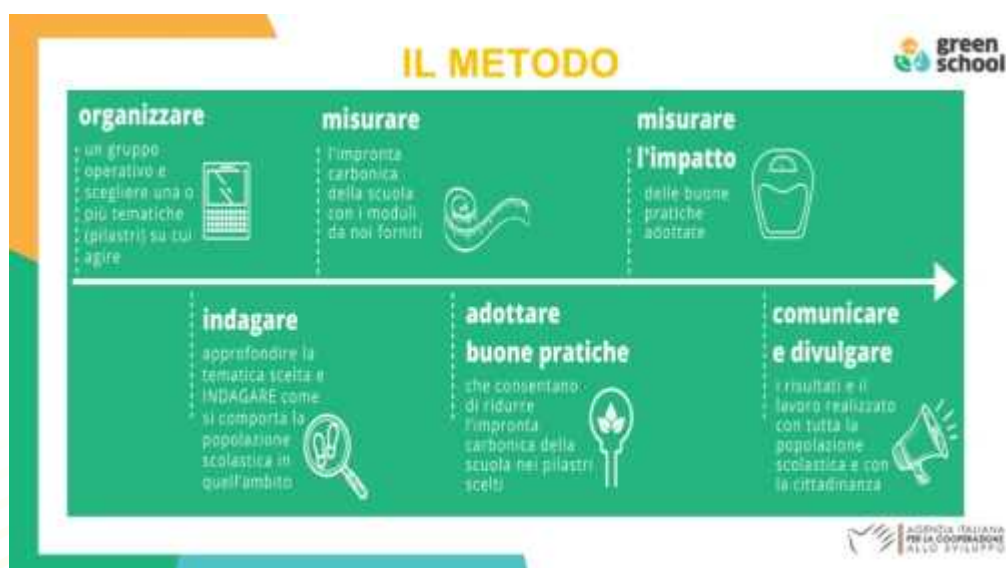 IL METODO
green
school
organizzare
un gruppo
operativo e
scegliere una o
più tematiche
(pilastri) su cui
agire
indagare
approfondire la
tematica scelta e
INDAGARE come
si comporta la
popolazione
scolastica in
quell'ambito
misurare
l'impronta
carbonica
della scuola
con i moduli
da noi forniti
adottare
buone pratiche
che consentano
di ridurre
l'impronta
carbonica della
scuola nei pilastri
scelti
misurare
l'impatto
delle buone
pratiche
adottate
comunicare
e divulgare
i risultati e il
lavoro realizzato
con tutta la
popolazione
scolastica e con
la cittadinanza
AGENZIA ITALIANA
PER LA COOPERAZIONE
ALLO SVILUPPO